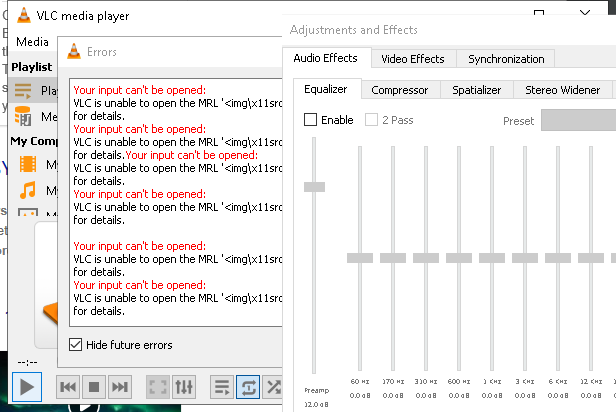 VLC media player
Media
Playlist
My Comp
Errors
Your input can't be opened:
VLC is unable to open the MRL '<img\x11src
for details.
Your input can't be opened:
VLC is unable to open the MRL '<img\x11src
for details.Your input can't be opened:
VLC is unable to open the MRL '<img\x11src
for details.
Your input can't be opened:
VLC is unable to open the MRL '<img\x11src
for details.
Your input can't be opened:
VLC is unable to open the MRL '<img\x11src
for details.
Your input can't be opened:
VLC is unable to open the MRL '<img\x11src
for details.
Hide future errors
--:--
Adjustments and Effects
Audio Effects Video Effects Synchronization
Equalizer Compressor Spatializer Stereo Widener
Enable 2 Pass Preset
60 Hz 170 Hz 310 Hz 600 Hz 1 KHz 3 KHz 6 KHz 12 KHz
Preamp 0.0 dB 0.0 dB 0.0 dB 0.0 dB 0.0 dB 0.0 dB 0.0 dB 0.0 dB
12.0 dB